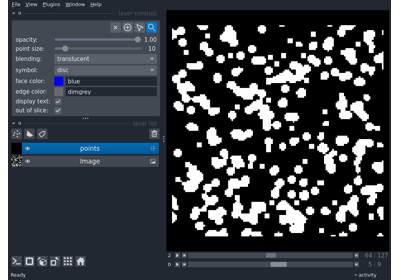 File View Plugins Window Help
layer controls
opacity: 1.00
point size: 10
blending: translucent
symbol: disc
face color: blue
edge color: dimgrey
display text:
out of slice:
layer list
points
Image
2 64 127
0 5 9
Ready activity